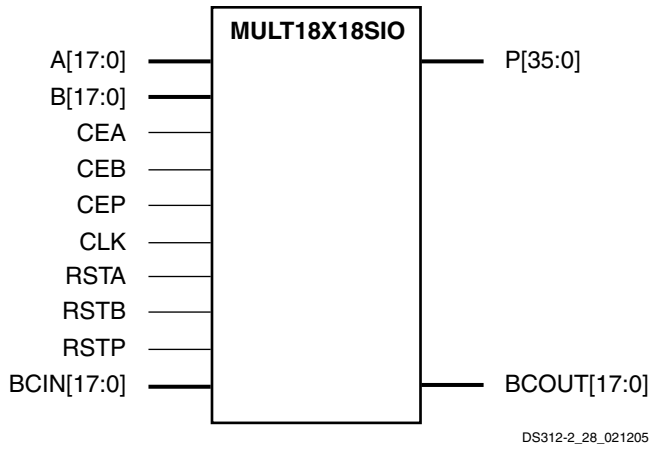 MULT18X18SIO
A[17:0]
P[35:0]
B[17:0]
CEA
CEB
CEP
CLK
RSTA
RSTB
RSTP
BCIN[17:0]
BCOUT[17:0]
DS312-2_28_021205